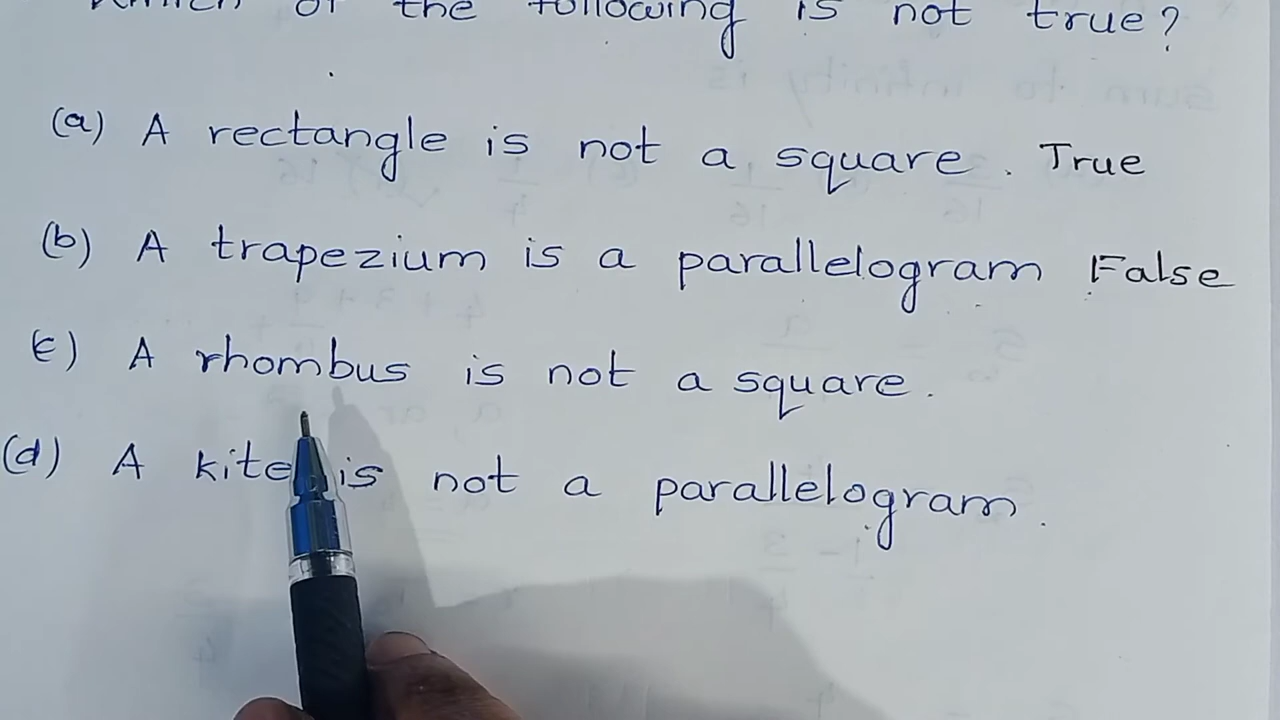 Which of the following is not true?
(a) A rectangle is not a square. True
(b) A trapezium is a parallelogram False
(c) A rhombus is not a square.
(d) A kite is not a parallelogram.